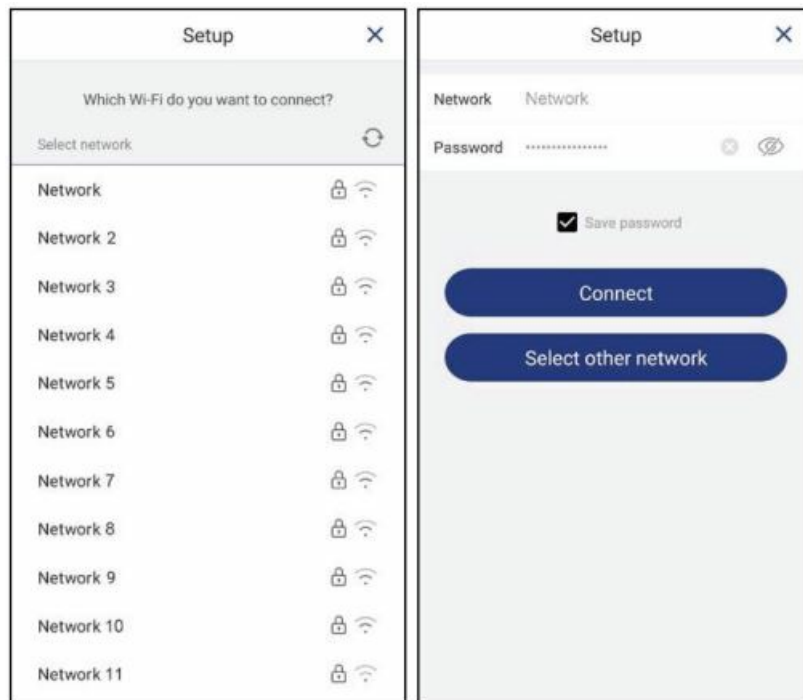 Setup
Which Wi-Fi do you want to connect?
Select network
Network
Network 2
Network 3
Network 4
Network 5
Network 6
Network 7
Network 8
Network 9
Network 10
Network 11
Setup
Network Network
Password ················
Save password
Connect
Select other network